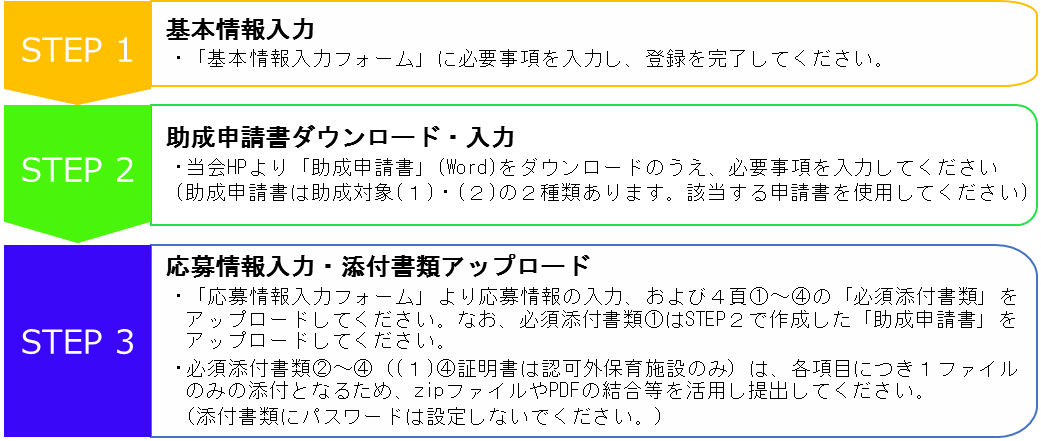 STEP 1
基本情報入力
・「基本情報入力フォーム」に必要事項を入力し、登録を完了してください。
STEP 2
助成申請書ダウンロード・入力
・当会HPより「助成申請書」(Word)をダウンロードのうえ、必要事項を入力してください
(助成申請書は助成対象(１)・(２)の２種類あります。該当する申請書を使用してください)
STEP 3
応募情報入力・添付書類アップロード
・「応募情報入力フォーム」より応募情報の入力、および４頁①～④の「必須添付書類」を
アップロードしてください。なお、必須添付書類①はSTEP２で作成した「助成申請書」を
アップロードしてください。
・必須添付書類②～④（(１)④証明書は認可外保育施設のみ）は、各項目につき１ファイル
のみの添付となるため、zipファイルやPDFの結合等を活用し提出してください。
(添付書類にパスワードは設定しないでください。)